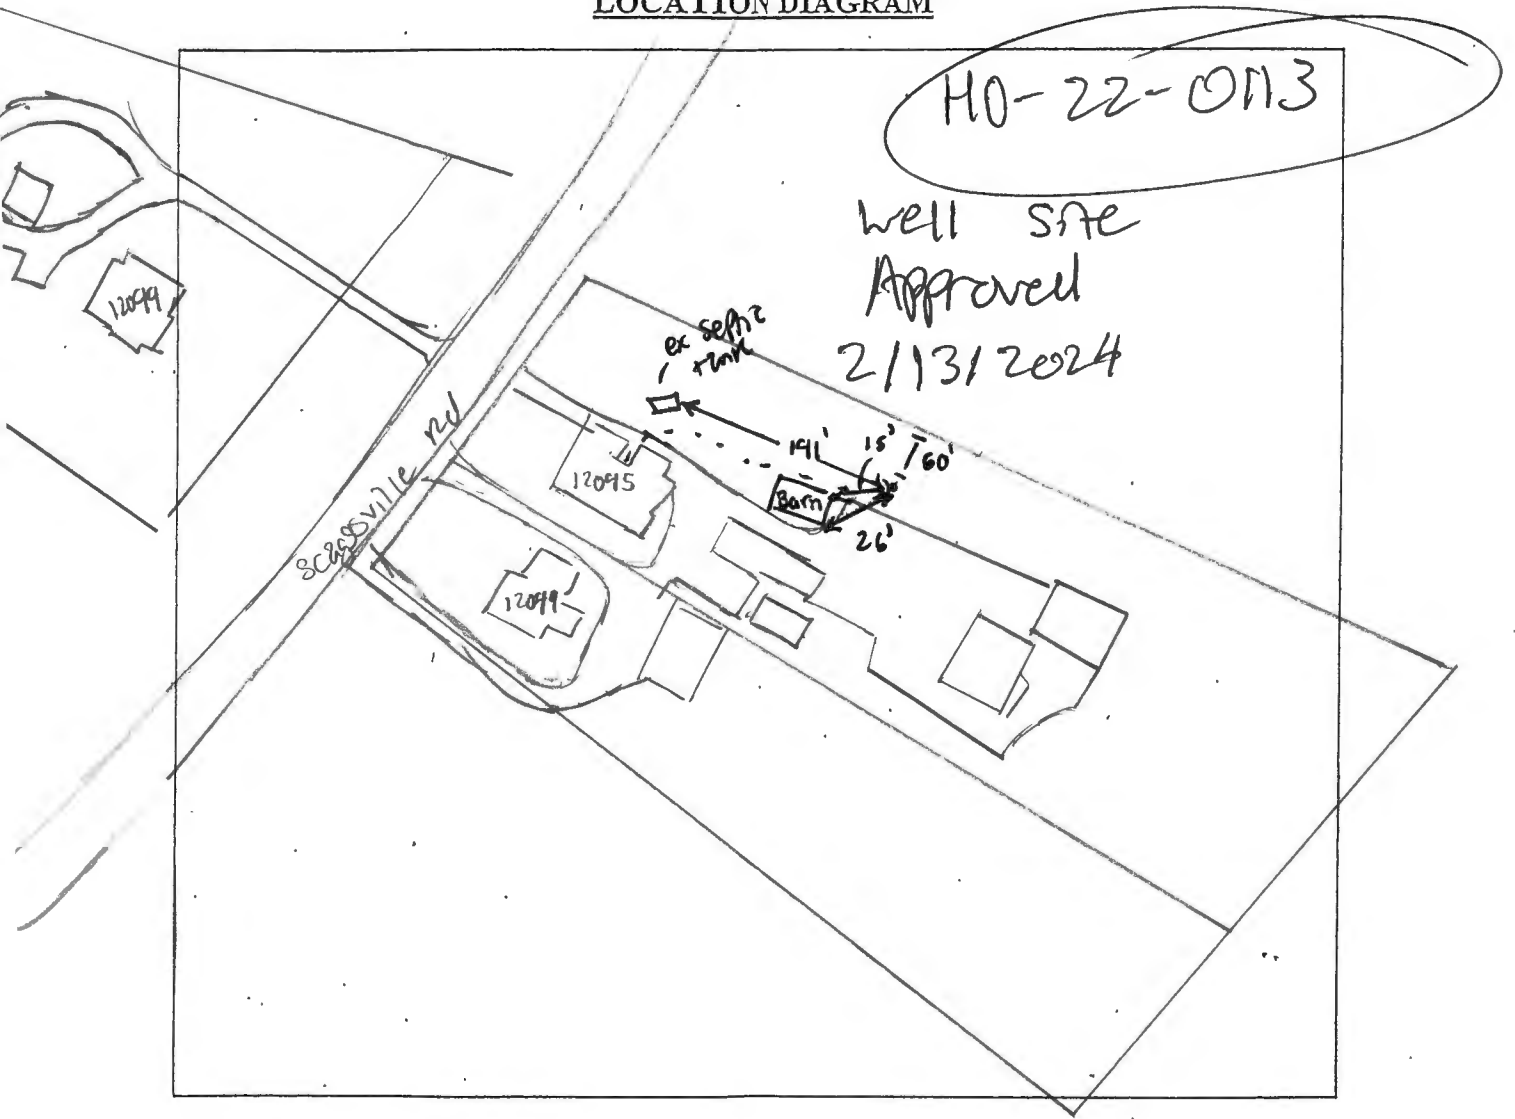 LOCATION DIAGRAM
HO-22-0113
well site
Approved
2/13/2024
12099
ex septic
tank
191'
15'
60'
Barn
26'
12095
Scaggsville Rd
12099